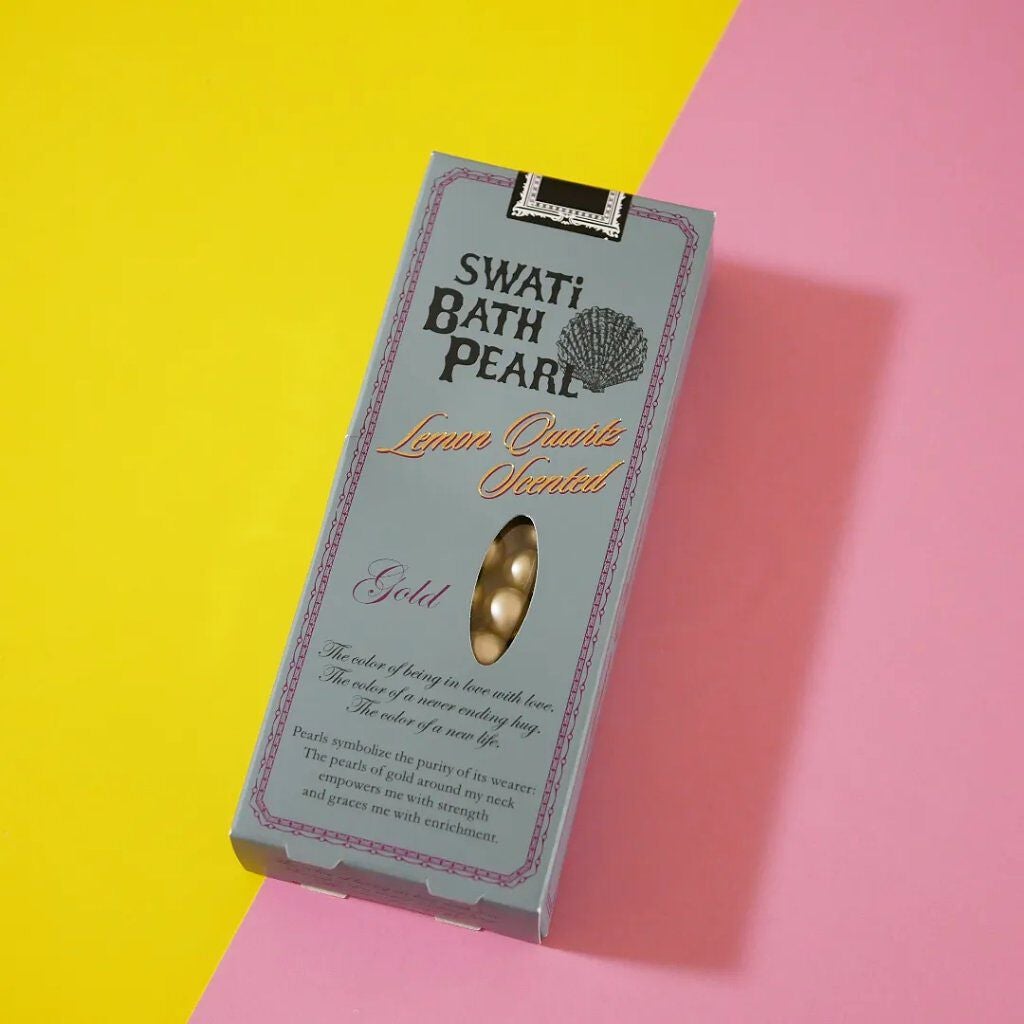 SWATi
BATH
PEARL
Lemon Quartz
Scented
Gold
The color of being in love with love.
The color of a never ending hug.
The color of a new life.
Pearls symbolize the purity of its wearer:
The pearls of gold around my neck
empowers me with strength
and graces me with enrichment.